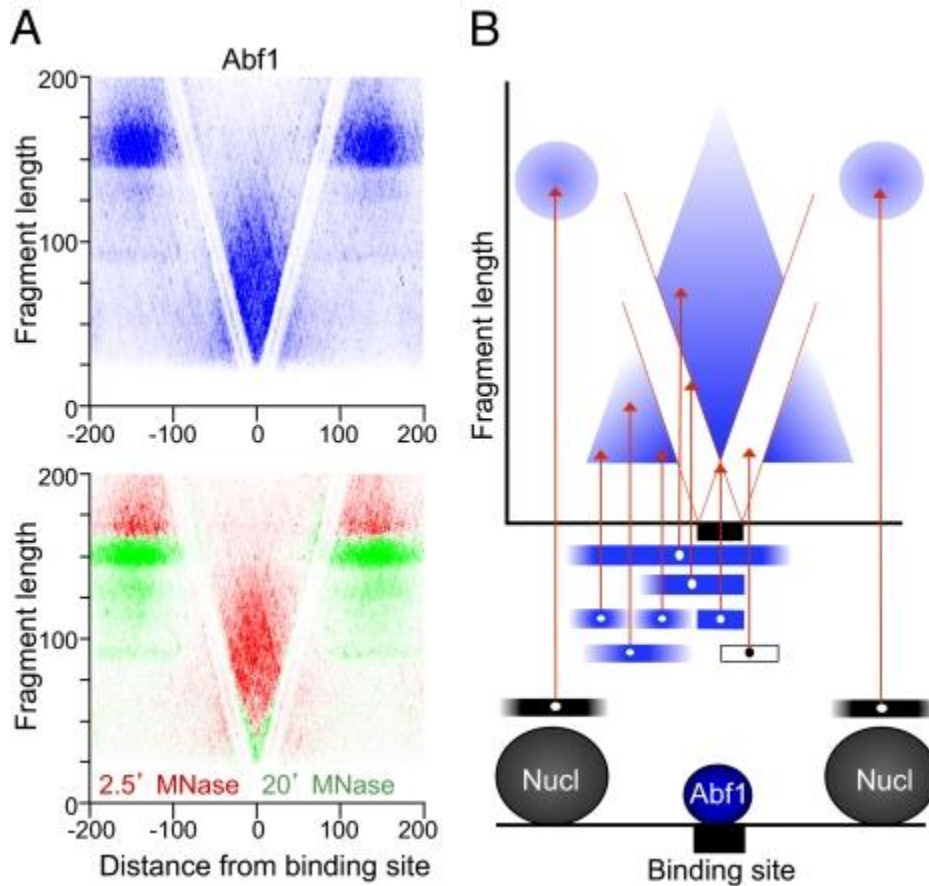 A
Abf1
Fragment length
200
100
0
-200 -100 0 100 200
Fragment length
200
100
0
2.5' MNase 20' MNase
-200 -100 0 100 200
Distance from binding site
B
Fragment length
Nucl
Abf1
Nucl
Binding site